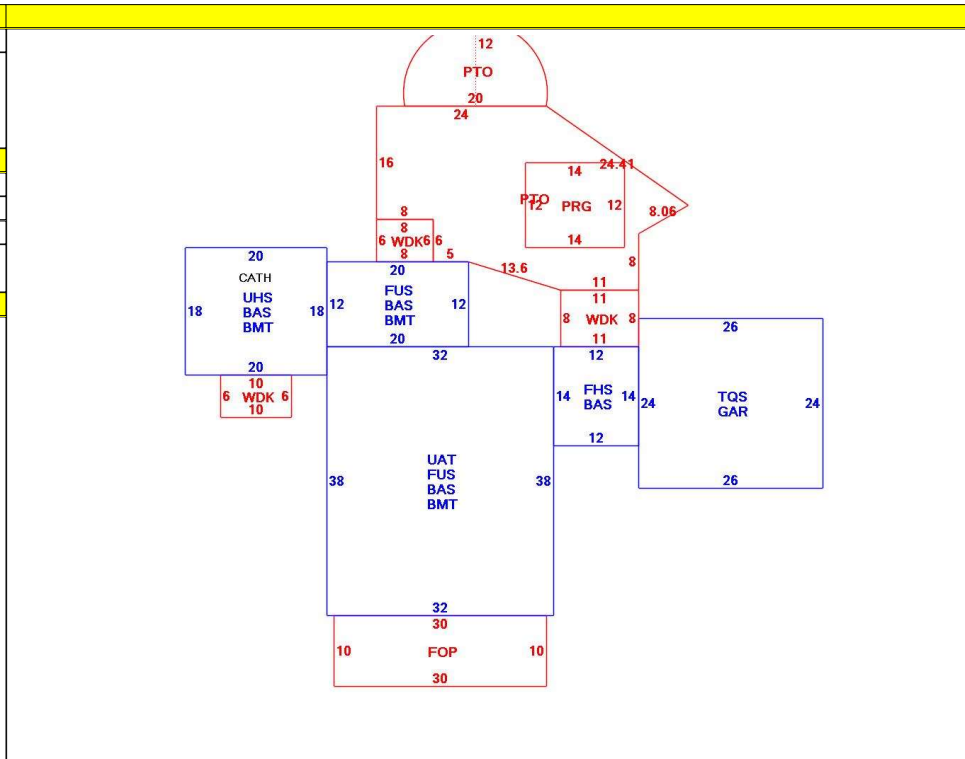 12
PTO
20
24
16
14
24.41
PTO
12 PRG 12
14
8.06
8
8
6 WDK 6 6
8
5
13.6
8
20
CATH
UHS
BAS
BMT
18
18
20
20
12
FUS
BAS
BMT
12
20
11
11
8 WDK 8
11
10
6 WDK 6
10
32
UAT
FUS
BAS
BMT
38
38
32
12
14
FHS
BAS
14
12
26
24
TQS
GAR
24
26
30
10 FOP 10
30